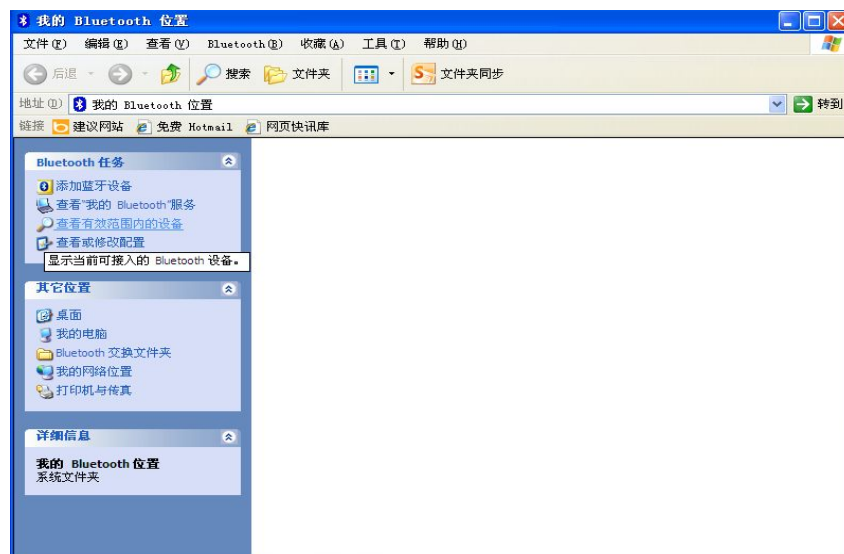 我的 Bluetooth 位置
文件(F) 编辑(E) 查看(V) Bluetooth(B) 收藏(A) 工具(T) 帮助(H)
后退 搜索 文件夹 文件夹同步
地址(D) 我的 Bluetooth 位置 转到
链接 建议网站 免费 Hotmail 网页快讯库
Bluetooth 任务
添加蓝牙设备
查看"我的 Bluetooth"服务
查看有效范围内的设备
查看或修改配置
显示当前可接入的 Bluetooth 设备。
其它位置
桌面
我的电脑
Bluetooth 交换文件夹
我的网络位置
打印机与传真
详细信息
我的 Bluetooth 位置
系统文件夹